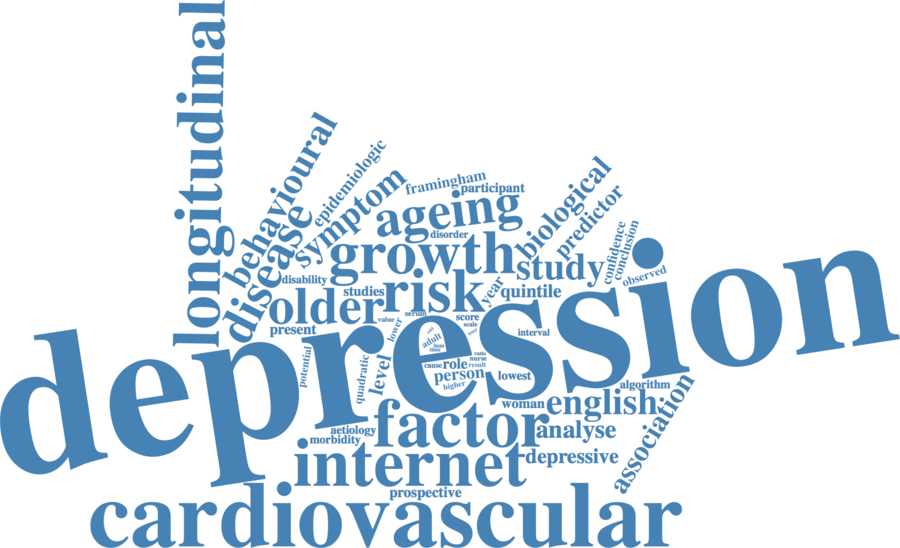 longitudinal
behavioural
epidemiologic
disease
symptom
framingham
participant
ageing
disorder
biological
predictor
confidence
conclusion
observed
growth
study
disability
studies
risk
year
quintile
older
present
value
serum
lower
score
scale
interval
depression
adult
item
time
ratio
nurse
result
cause
role
person
higher
lowest
potential
quadratic
level
algorithm
woman
english
association
factor
analyse
aetiology
morbidity
internet
depressive
prospective
cardiovascular